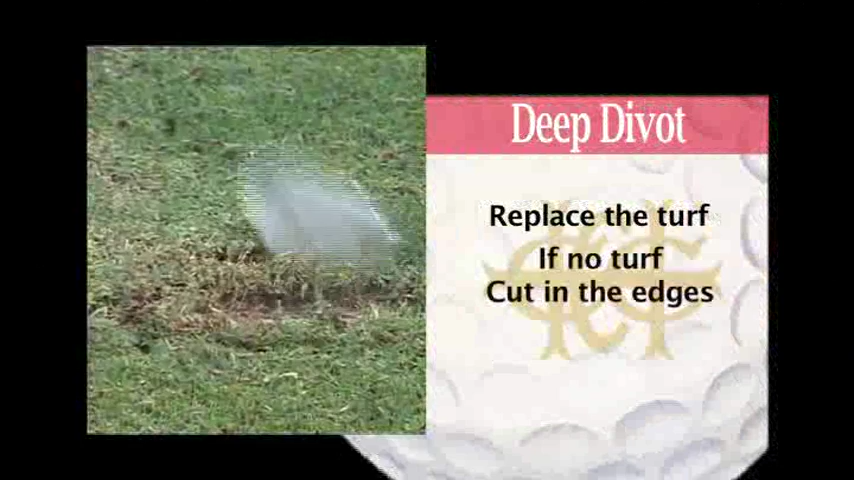 Deep Divot
Replace the turf
If no turf
Cut in the edges